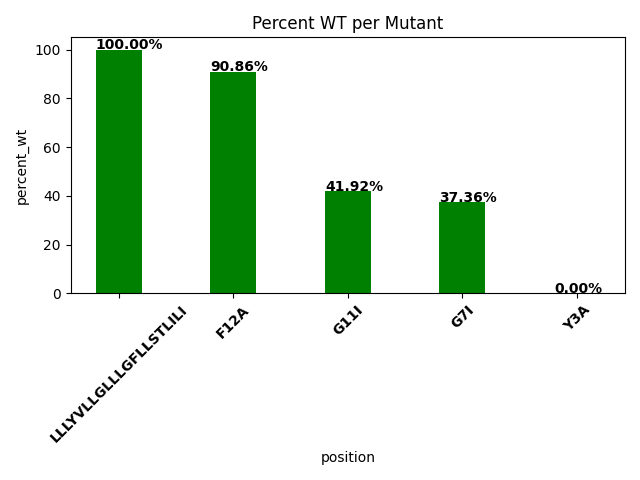 Percent WT per Mutant
percent_wt
100
80
60
40
20
0
100.00%
90.86%
41.92%
37.36%
0.00%
LLLYVLLGLLLGFLLSTLILI
F12A
G11I
G7I
Y3A
position